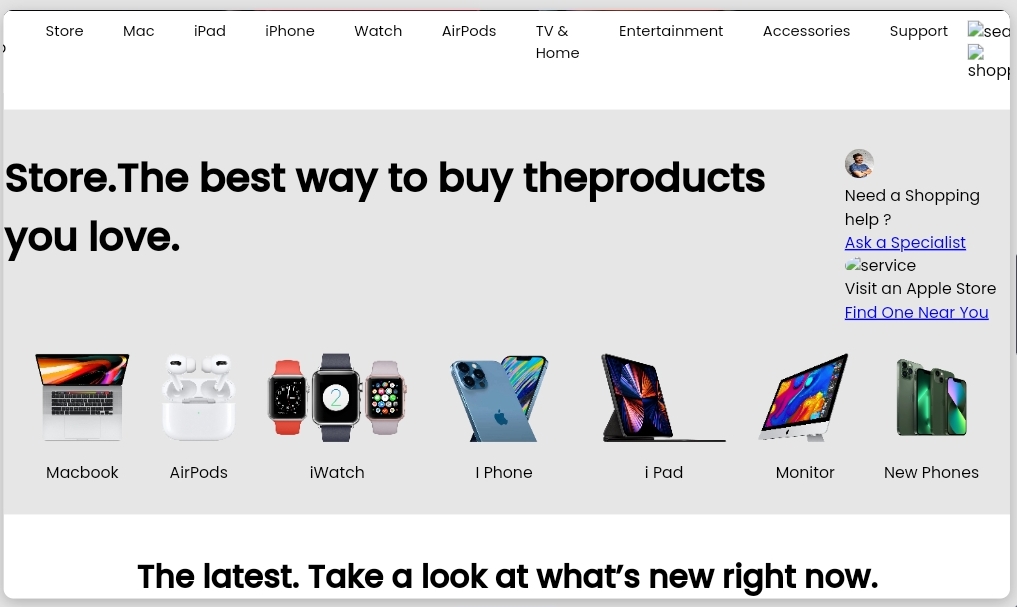 Store Mac iPad iPhone Watch AirPods TV & Entertainment Accessories Support
Home
Store.The best way to buy theproducts
you love.
Need a Shopping
help ?
Ask a Specialist
service
Visit an Apple Store
Find One Near You
Macbook AirPods iWatch I Phone i Pad Monitor New Phones
The latest. Take a look at what's new right now.